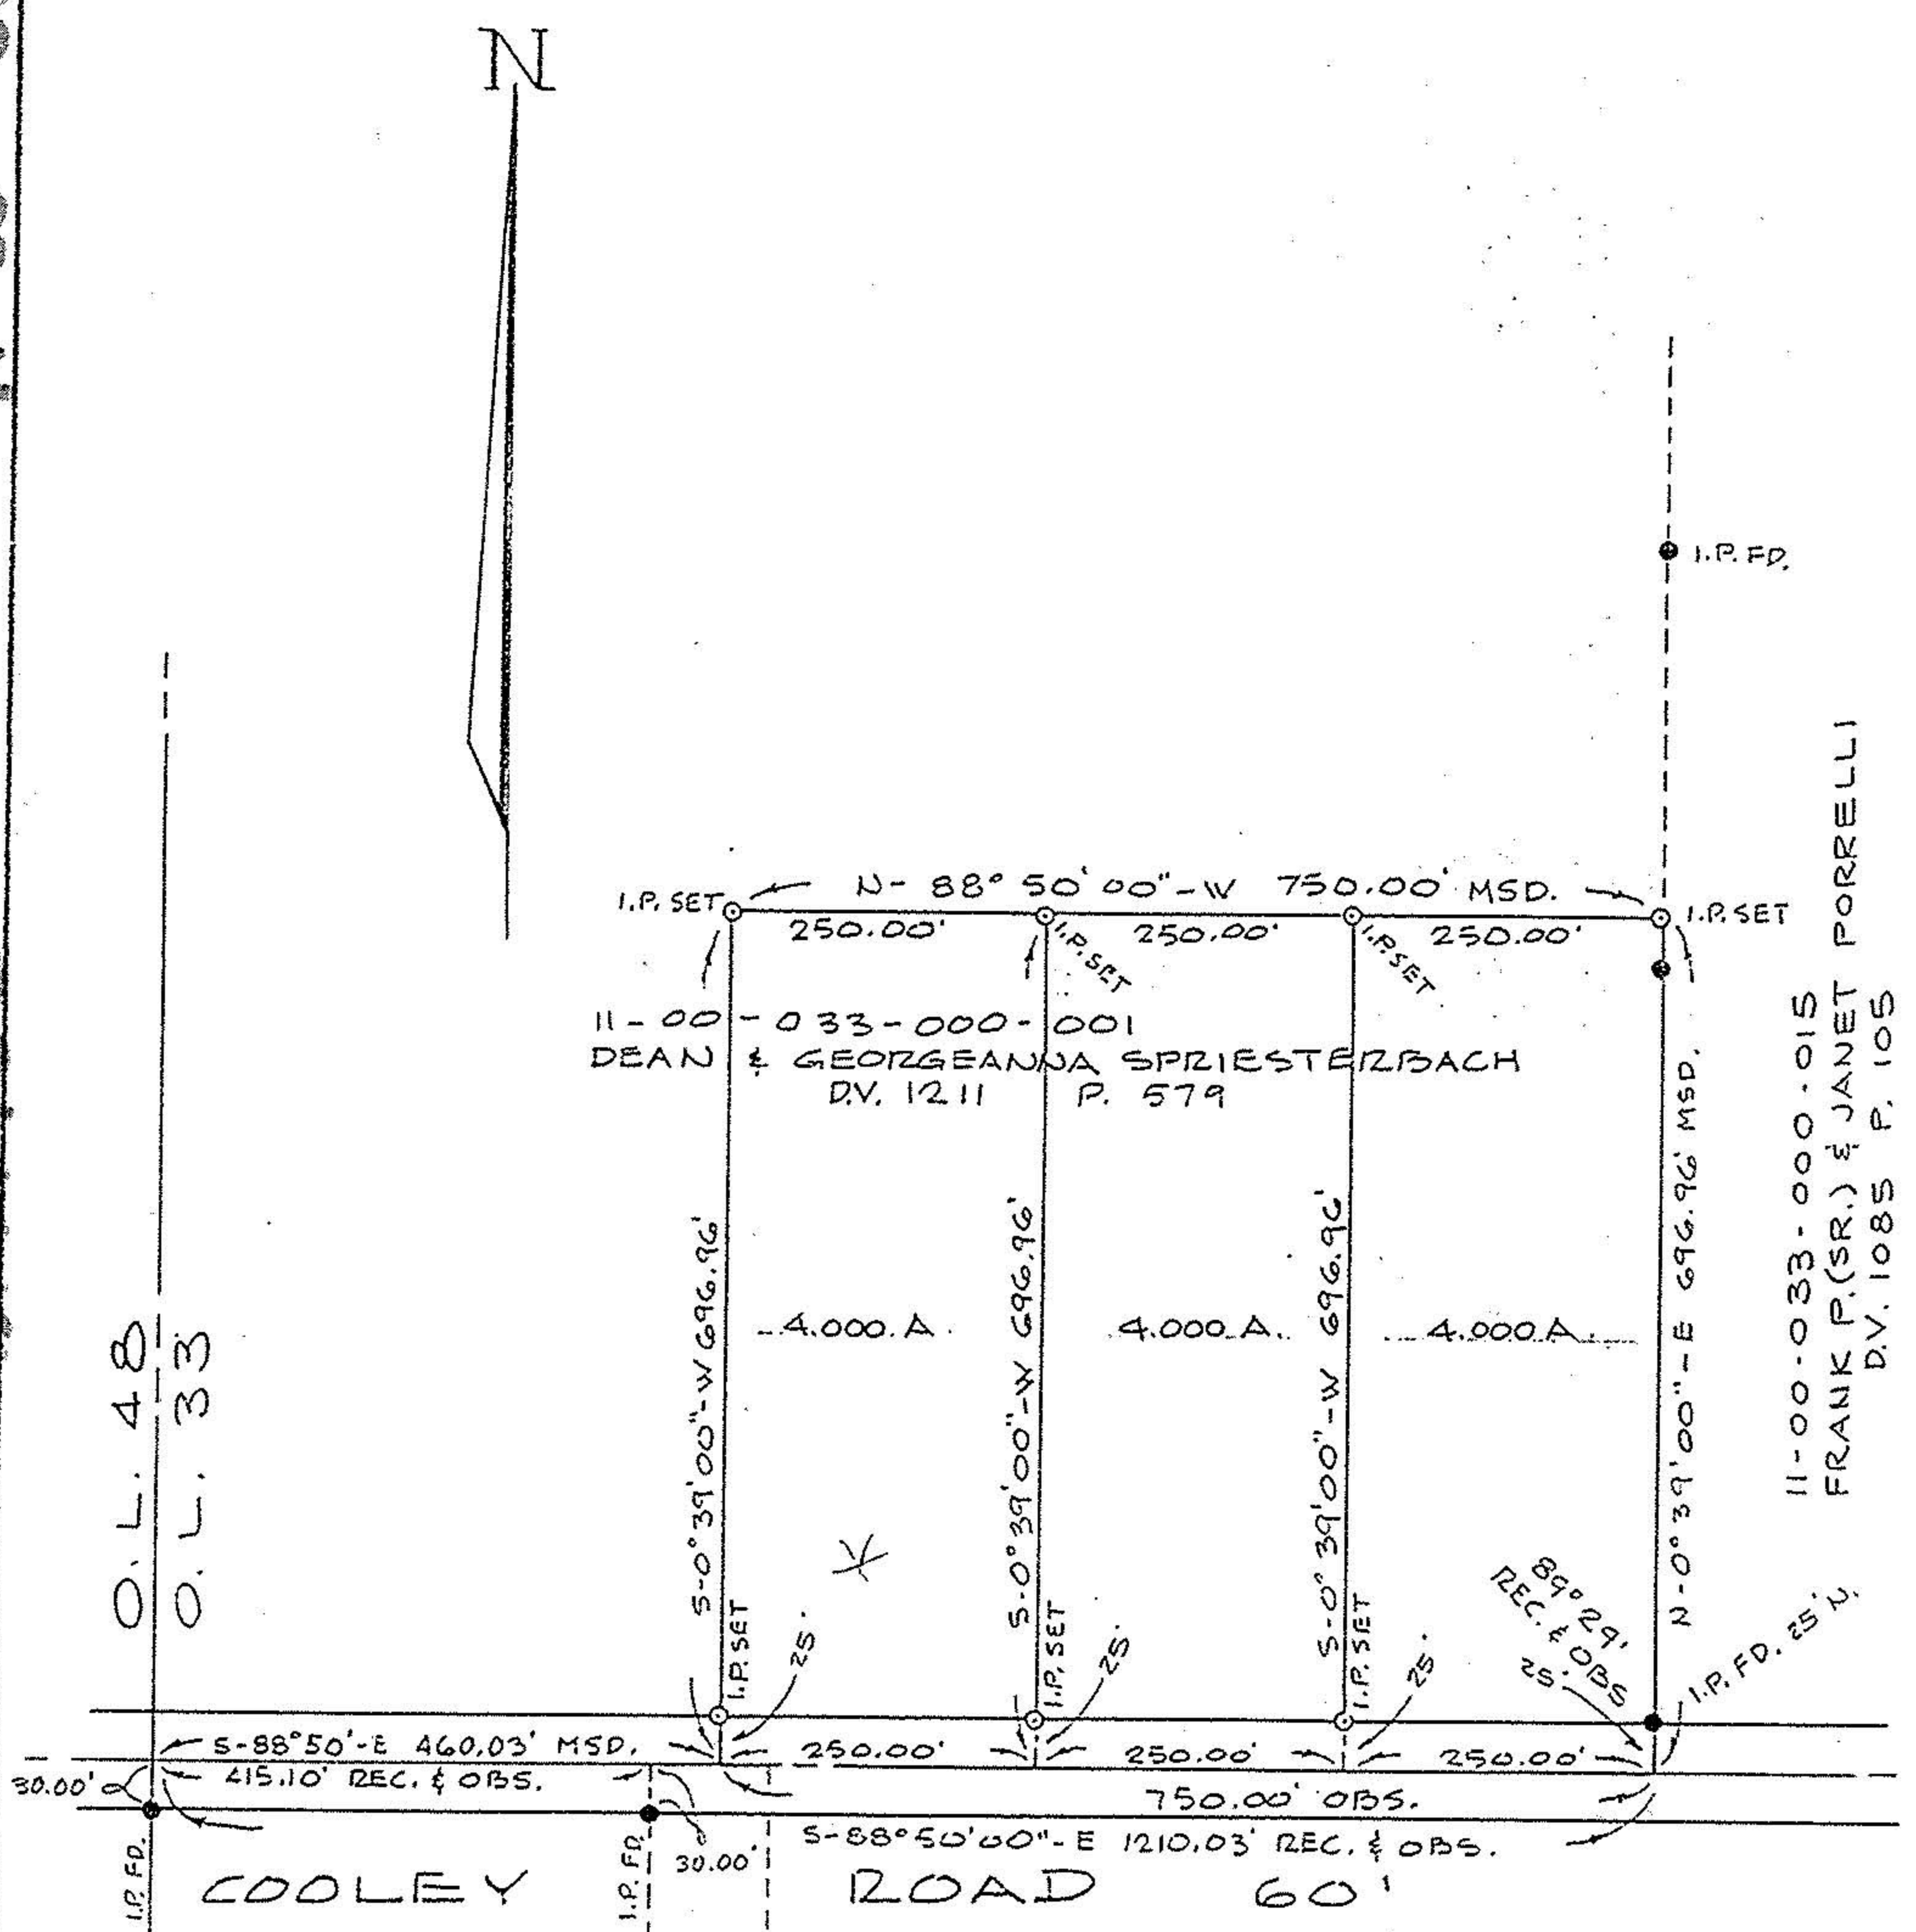 N
I.P. FD.
N- 88° 50' 00"-W 750.00' MSD.
I.P. SET
I.P. SET
250.00'
250.00'
250.00'
I.P. SET
I.P. SET
11-00-033-000-001
DEAN & GEORGEANNA SPRIESTERBACH
D.V. 1211 P. 579
11-00-033-000-015
FRANK P.(SR.) & JANET PORRELLI
D.V. 1085 P. 105
S-0° 39' 00"-W 696.96'
S-0° 39' 00"-W 696.96'
S-0° 39' 00"-W 696.96'
N-0° 39' 00"-E 696.96' MSD.
4.000 A.
4.000 A.
4.000 A.
O. L. 48
O. L. 33
I.P. SET
25'
I.P. SET
25'
I.P. SET
25'
89° 29'
REC. & OBS
25'
I.P. FD. 25' N.
S-88°50'-E 460.03' MSD.
250.00'
250.00'
250.00'
30.00'
415.10' REC. & OBS.
750.00' OBS.
S-88°50'00"-E 1210.03' REC. & OBS.
I.P. FD.
I.P. FD.
30.00'
COOLEY ROAD 60'